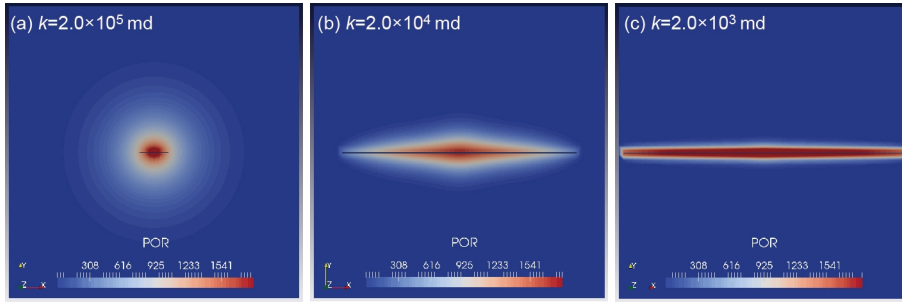 (a) k=2.0×10⁵ md
POR
308 616 925 1233 1541
Y
Z X
(b) k=2.0×10⁴ md
POR
308 616 925 1233 1541
Y
Z X
(c) k=2.0×10³ md
POR
308 616 925 1233 1541
Y
Z X